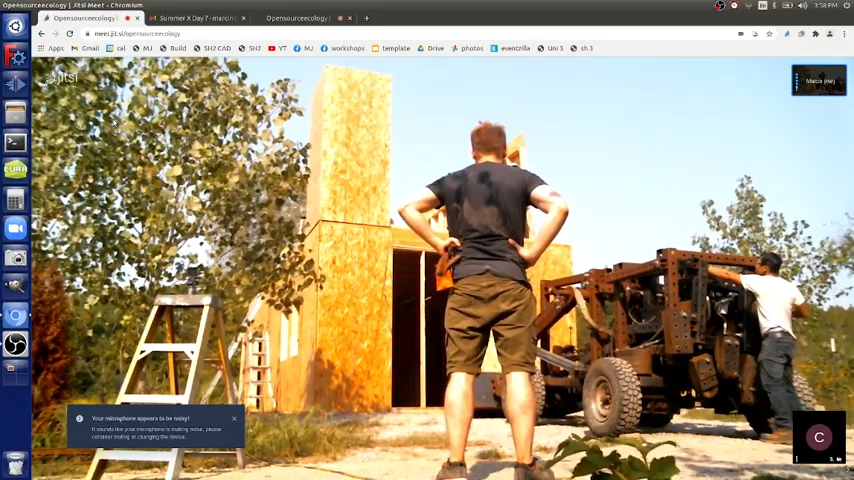 Opensourceecology | Jitsi Meet - Chromium
En
3:58 PM
Opensourceecology |
Summer X Day 7 - marcin
Opensourceecology |
meet.jit.si/opensourceecology
Apps
Gmail
cal
MJ
Build
SH2 CAD
SH2
YT
MJ
workshops
template
Drive
photos
eventzilla
Uni 3
sh 3
jitsi
Marcin (me)
CURA
Your microphone appears to be noisy!
It sounds like your microphone is making noise, please
consider muting or changing the device.
C